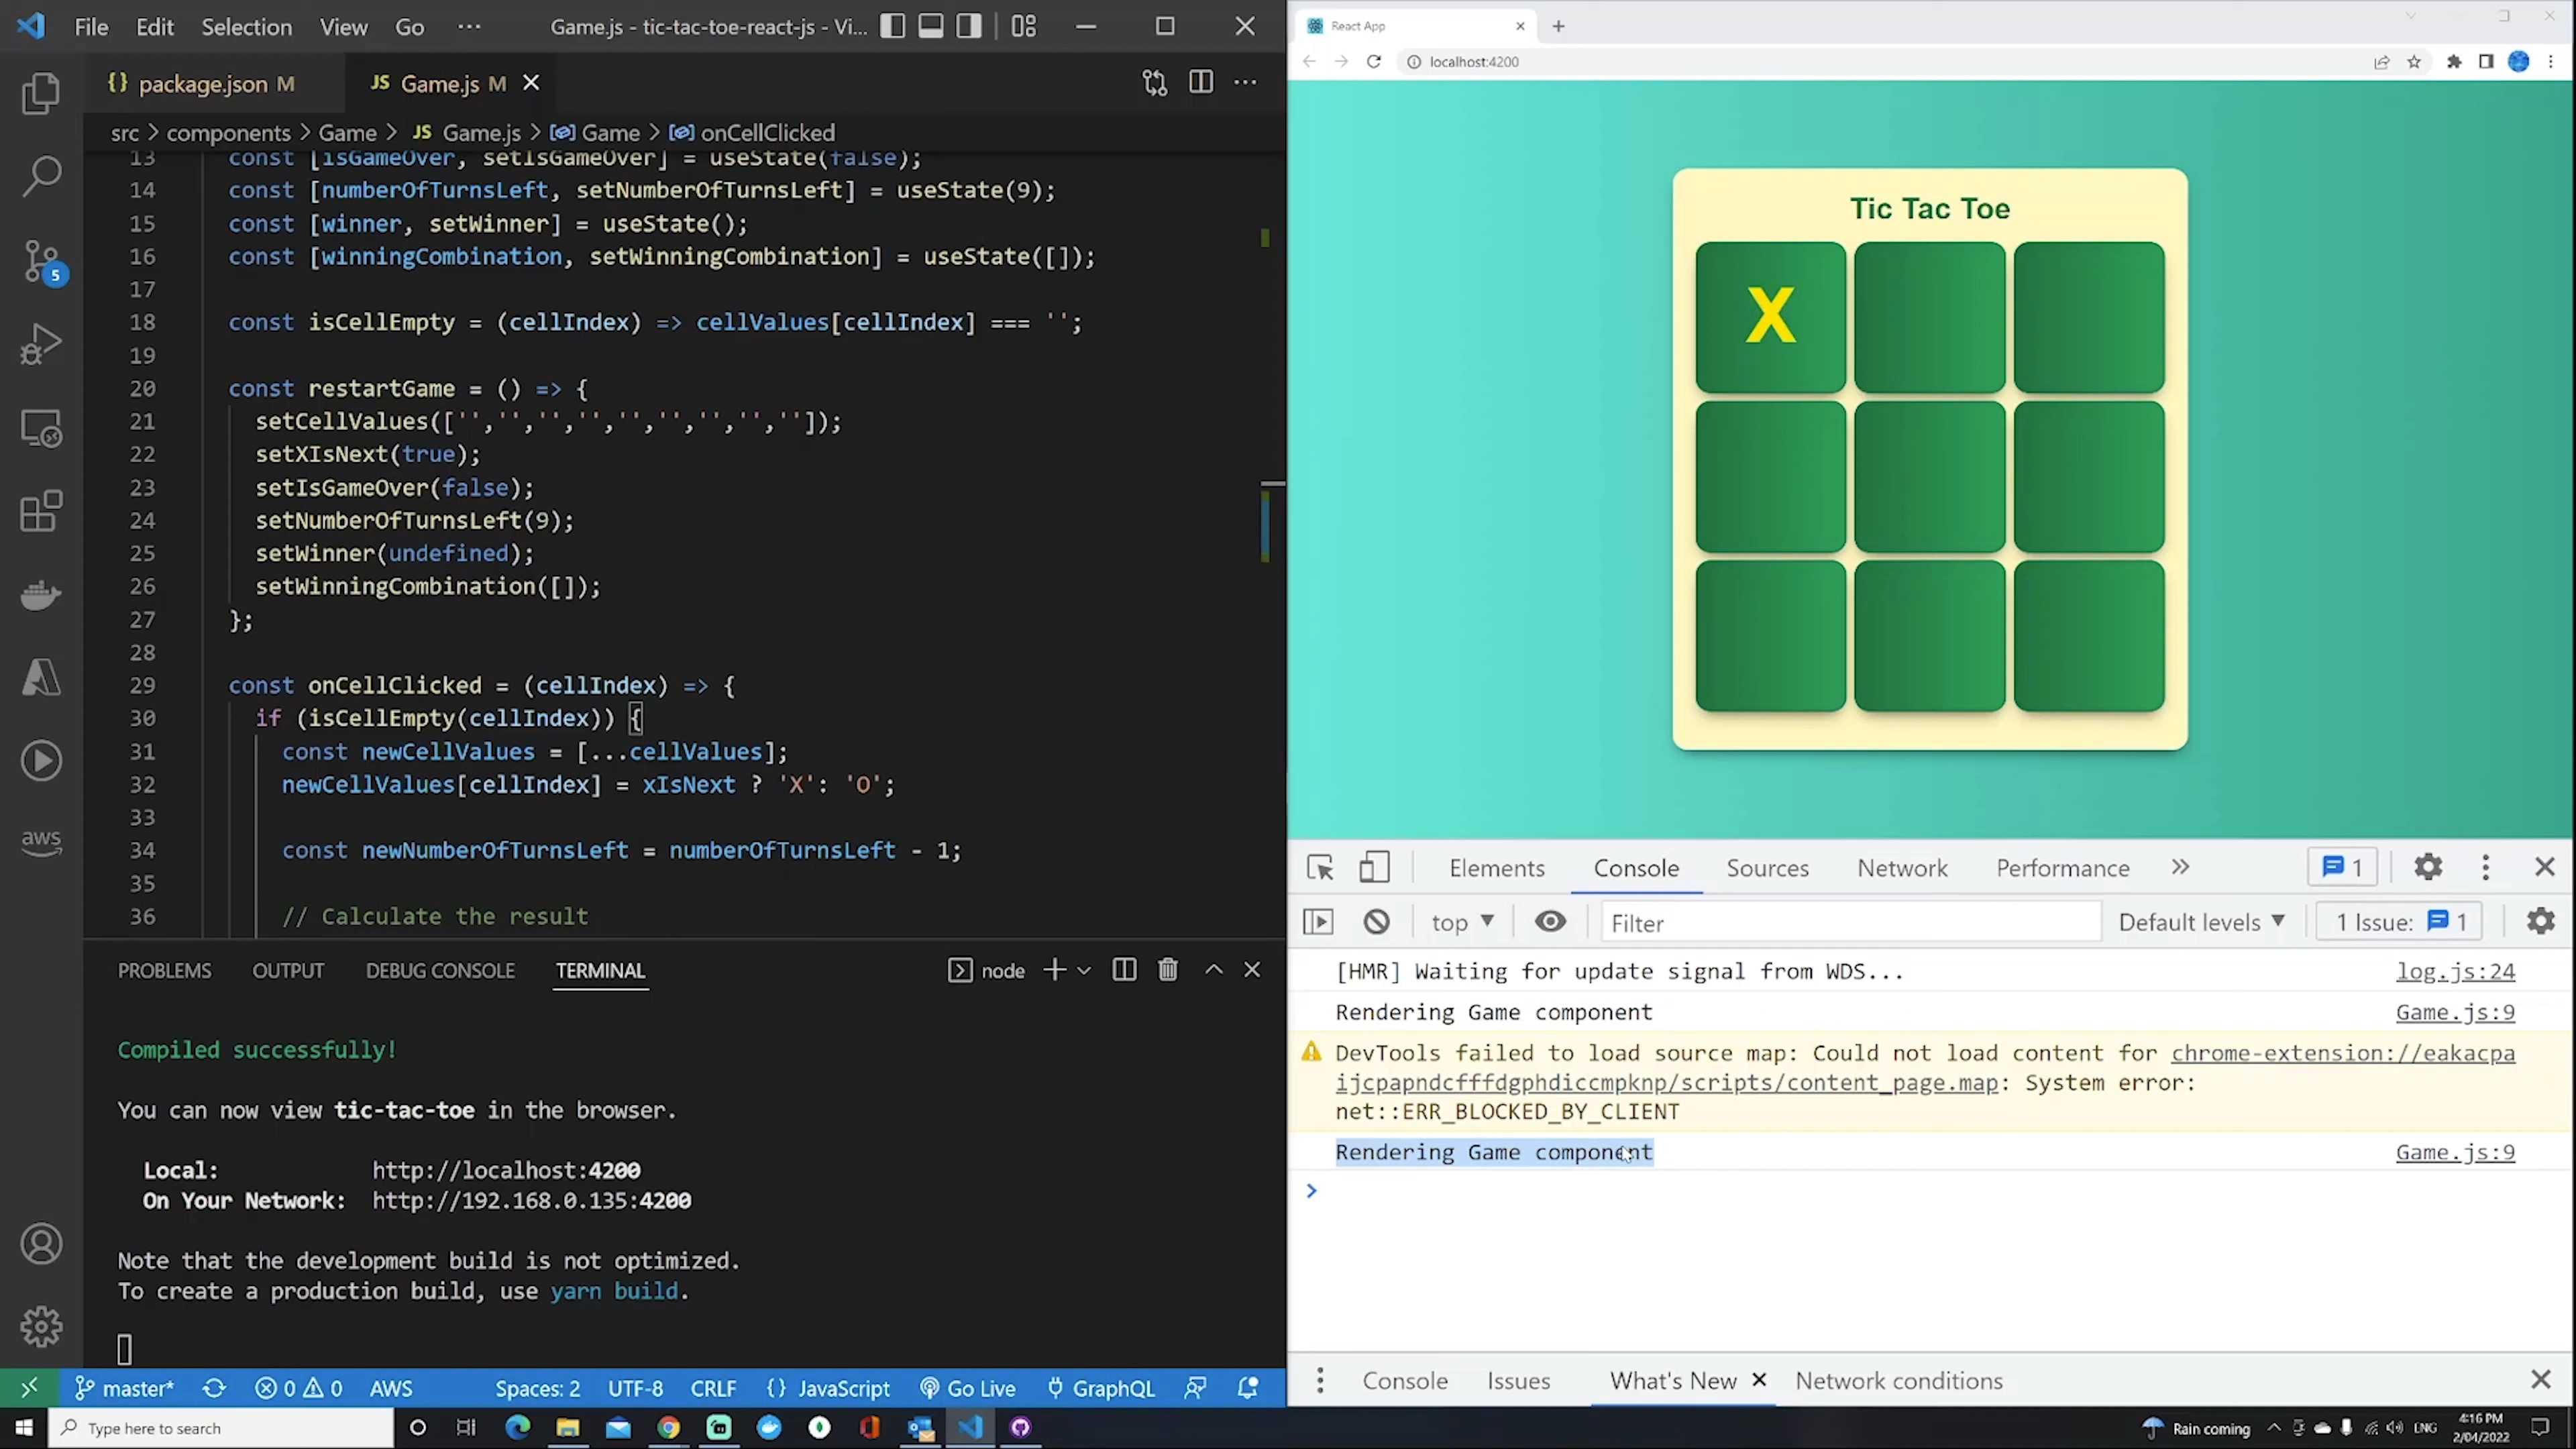 File Edit Selection View Go ··· Game.js - tic-tac-toe-react-js - Vi...
{} package.json M JS Game.js M
src > components > Game > JS Game.js > Game > onCellClicked
13 const [isGameOver, setIsGameOver] = useState(false);
14 const [numberOfTurnsLeft, setNumberOfTurnsLeft] = useState(9);
15 const [winner, setWinner] = useState();
16 const [winningCombination, setWinningCombination] = useState([]);
17
18 const isCellEmpty = (cellIndex) => cellValues[cellIndex] === '';
19
20 const restartGame = () => {
21 setCellValues(['','','','','','','','','']);
22 setXIsNext(true);
23 setIsGameOver(false);
24 setNumberOfTurnsLeft(9);
25 setWinner(undefined);
26 setWinningCombination([]);
27 };
28
29 const onCellClicked = (cellIndex) => {
30 if (isCellEmpty(cellIndex)) {
31 const newCellValues = [...cellValues];
32 newCellValues[cellIndex] = xIsNext ? 'X': 'O';
33
34 const newNumberOfTurnsLeft = numberOfTurnsLeft - 1;
35
36 // Calculate the result
5
aws
PROBLEMS OUTPUT DEBUG CONSOLE TERMINAL node
Compiled successfully!
You can now view tic-tac-toe in the browser.
Local: http://localhost:4200
On Your Network: http://192.168.0.135:4200
Note that the development build is not optimized.
To create a production build, use yarn build.
master* 0 0 AWS Spaces: 2 UTF-8 CRLF {} JavaScript Go Live GraphQL
React App
localhost:4200
Tic Tac Toe
X
Elements Console Sources Network Performance » 1
top Filter Default levels 1 Issue: 1
[HMR] Waiting for update signal from WDS... log.js:24
Rendering Game component Game.js:9
DevTools failed to load source map: Could not load content for chrome-extension://eakacpa
ijcpapndcfffdgphdiccmpknp/scripts/content_page.map: System error:
net::ERR_BLOCKED_BY_CLIENT
Rendering Game component Game.js:9
>
Console Issues What's New Network conditions
Type here to search
Rain coming ENG 4:16 PM
2/04/2022